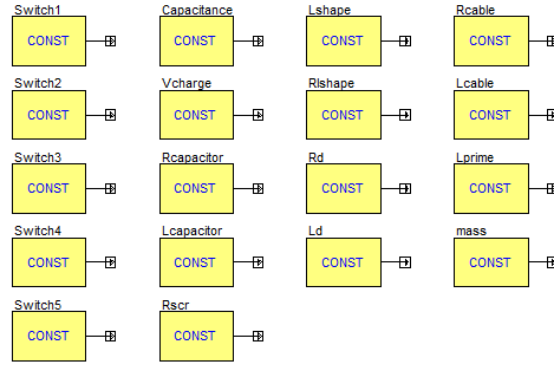 Switch1 Capacitance Lshape Rcable
CONST CONST CONST CONST
Switch2 Vcharge Rlshape Lcable
CONST CONST CONST CONST
Switch3 Rcapacitor Rd Lprime
CONST CONST CONST CONST
Switch4 Lcapacitor Ld mass
CONST CONST CONST CONST
Switch5 Rscr
CONST CONST